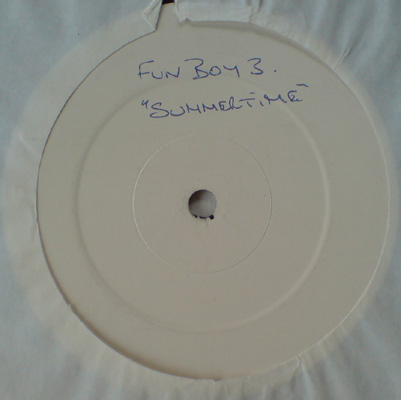 FUN BOY 3.
"SUMMERTIME"